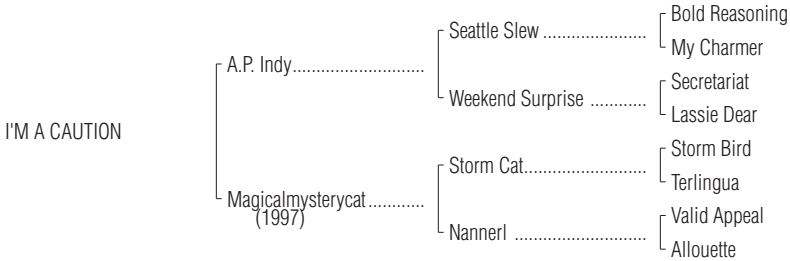 Bold Reasoning
Seattle Slew ......................
My Charmer
A.P. Indy............................
Secretariat
Weekend Surprise ............
Lassie Dear
I'M A CAUTION
Storm Bird
Storm Cat..........................
Terlingua
Magicalmysterycat ............
(1997)
Valid Appeal
Nannerl ............................
Allouette